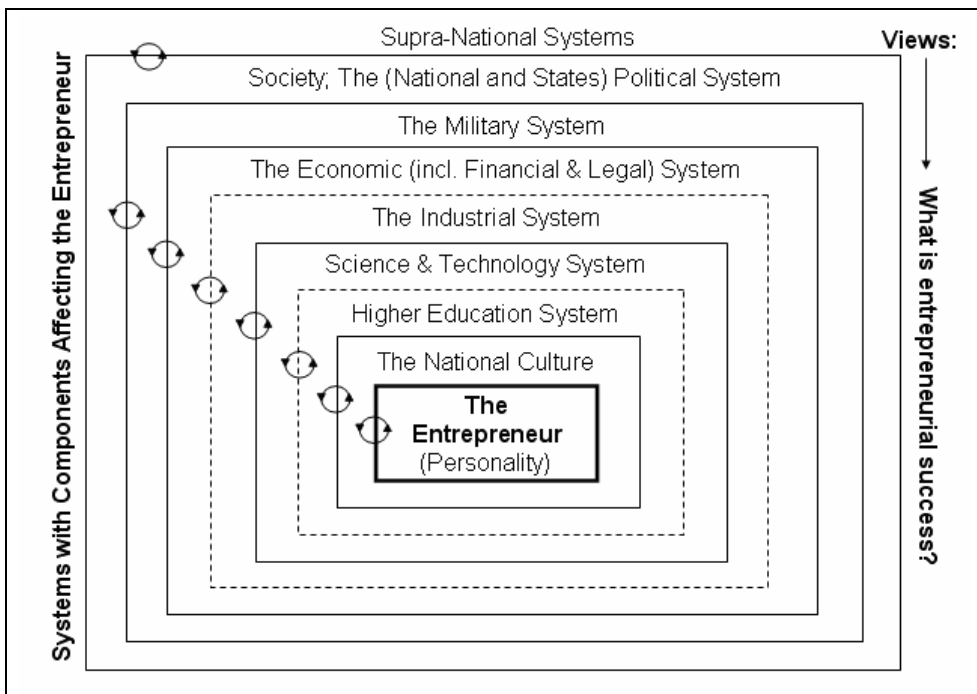 Supra-National Systems
Views:
Society; The (National and States) Political System
The Military System
The Economic (incl. Financial & Legal) System
The Industrial System
Science & Technology System
Higher Education System
The National Culture
The
Entrepreneur
(Personality)
Systems with Components Affecting the Entrepreneur
What is entrepreneurial success?